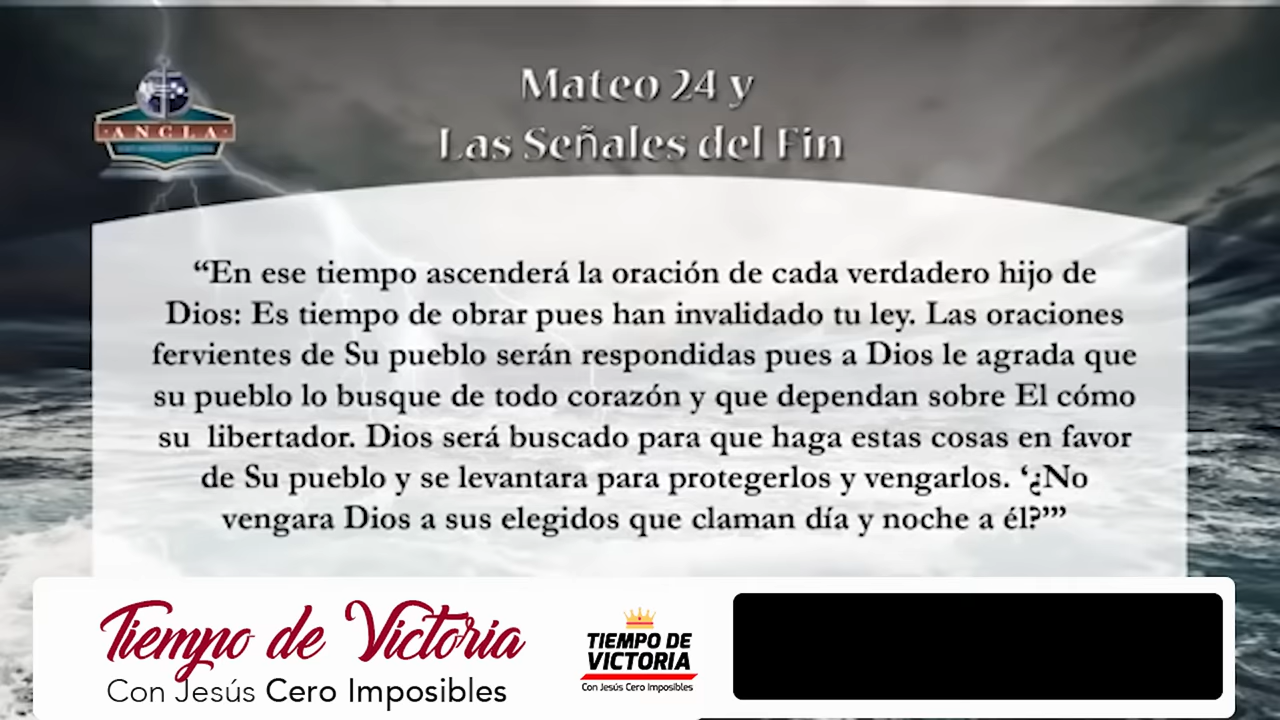 Mateo 24 y
Las Señales del Fin
ANCLA
“En ese tiempo ascenderá la oración de cada verdadero hijo de
Dios: Es tiempo de obrar pues han invalidado tu ley. Las oraciones
fervientes de Su pueblo serán respondidas pues a Dios le agrada que
su pueblo lo busque de todo corazón y que dependan sobre El cómo
su libertador. Dios será buscado para que haga estas cosas en favor
de Su pueblo y se levantara para protegerlos y vengarlos. ‘¿No
vengara Dios a sus elegidos que claman día y noche a él?’”
Tiempo de Victoria
Con Jesús Cero Imposibles
TIEMPO DE
VICTORIA
Con Jesús Cero Imposibles